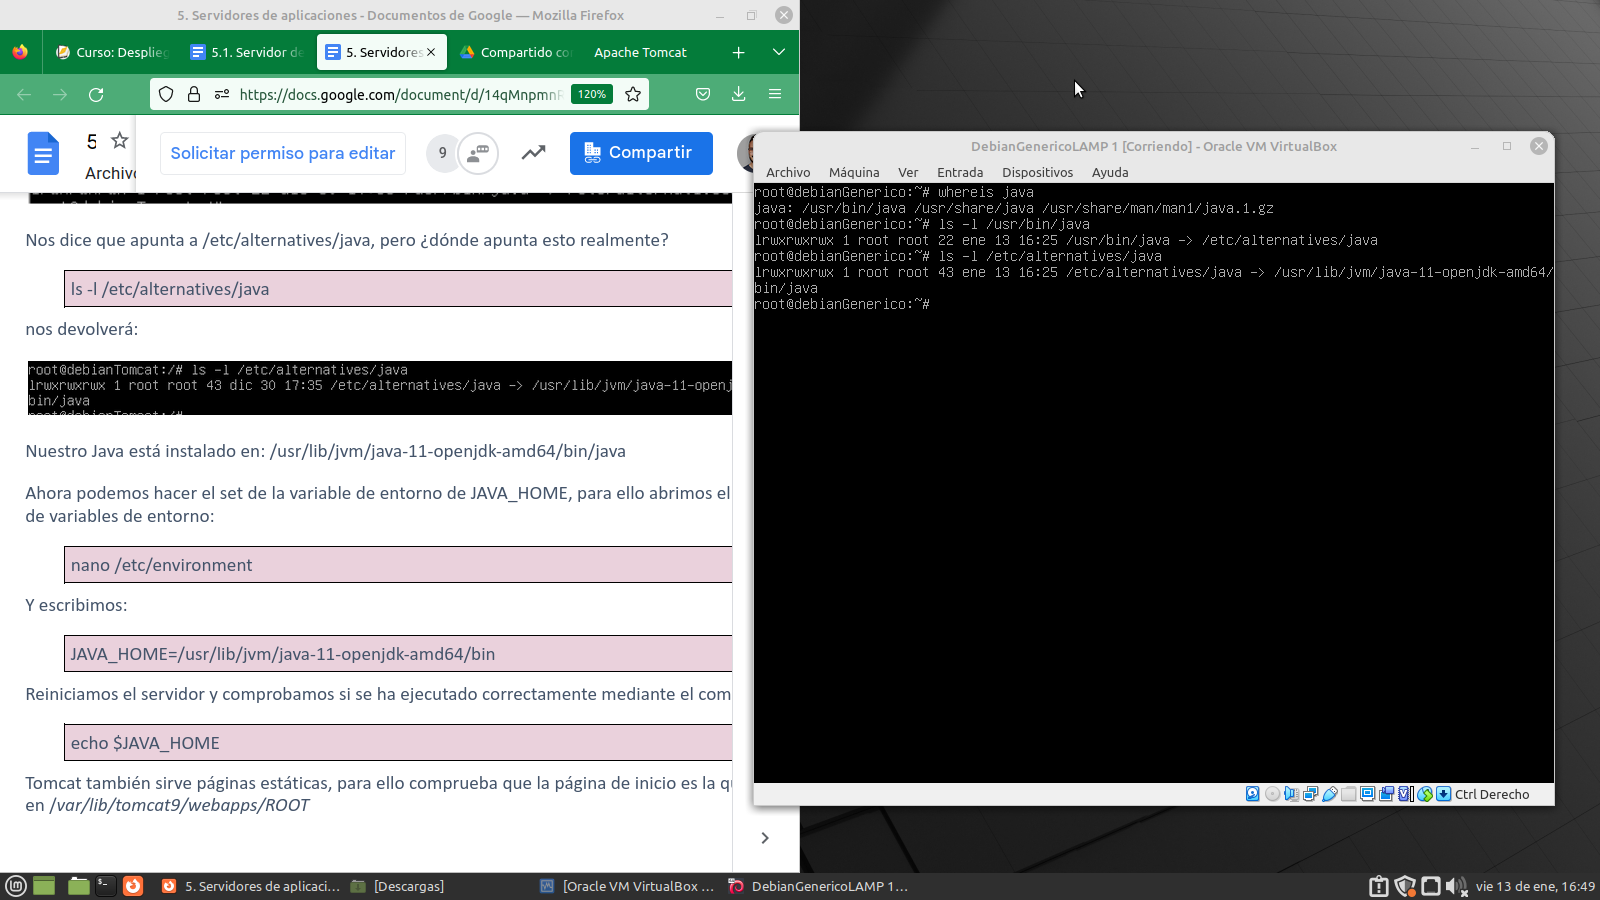 5. Servidores de aplicaciones - Documentos de Google — Mozilla Firefox
Curso: Desplieg
5.1. Servidor de
5. Servidores
Compartido co
Apache Tomcat
https://docs.google.com/document/d/14qMnpmnR
120%
5
Archivo
Solicitar permiso para editar
9
Compartir
Nos dice que apunta a /etc/alternatives/java, pero ¿dónde apunta esto realmente?
ls -l /etc/alternatives/java
nos devolverá:
root@debianTomcat:/# ls -l /etc/alternatives/java
lrwxrwxrwx 1 root root 43 dic 30 17:35 /etc/alternatives/java -> /usr/lib/jvm/java-11-openj
bin/java
root@debianTomcat:/#
Nuestro Java está instalado en: /usr/lib/jvm/java-11-openjdk-amd64/bin/java
Ahora podemos hacer el set de la variable de entorno de JAVA_HOME, para ello abrimos el
de variables de entorno:
nano /etc/environment
Y escribimos:
JAVA_HOME=/usr/lib/jvm/java-11-openjdk-amd64/bin
Reiniciamos el servidor y comprobamos si se ha ejecutado correctamente mediante el com
echo $JAVA_HOME
Tomcat también sirve páginas estáticas, para ello comprueba que la página de inicio es la q
en /var/lib/tomcat9/webapps/ROOT
DebianGenericoLAMP 1 [Corriendo] - Oracle VM VirtualBox
Archivo Máquina Ver Entrada Dispositivos Ayuda
root@debianGenerico:~# whereis java
java: /usr/bin/java /usr/share/java /usr/share/man/man1/java.1.gz
root@debianGenerico:~# ls -l /usr/bin/java
lrwxrwxrwx 1 root root 22 ene 13 16:25 /usr/bin/java -> /etc/alternatives/java
root@debianGenerico:~# ls -l /etc/alternatives/java
lrwxrwxrwx 1 root root 43 ene 13 16:25 /etc/alternatives/java -> /usr/lib/jvm/java-11-openjdk-amd64/
bin/java
root@debianGenerico:~#
Ctrl Derecho
5. Servidores de aplicaci...
[Descargas]
[Oracle VM VirtualBox ...
DebianGenericoLAMP 1...
vie 13 de ene, 16:49